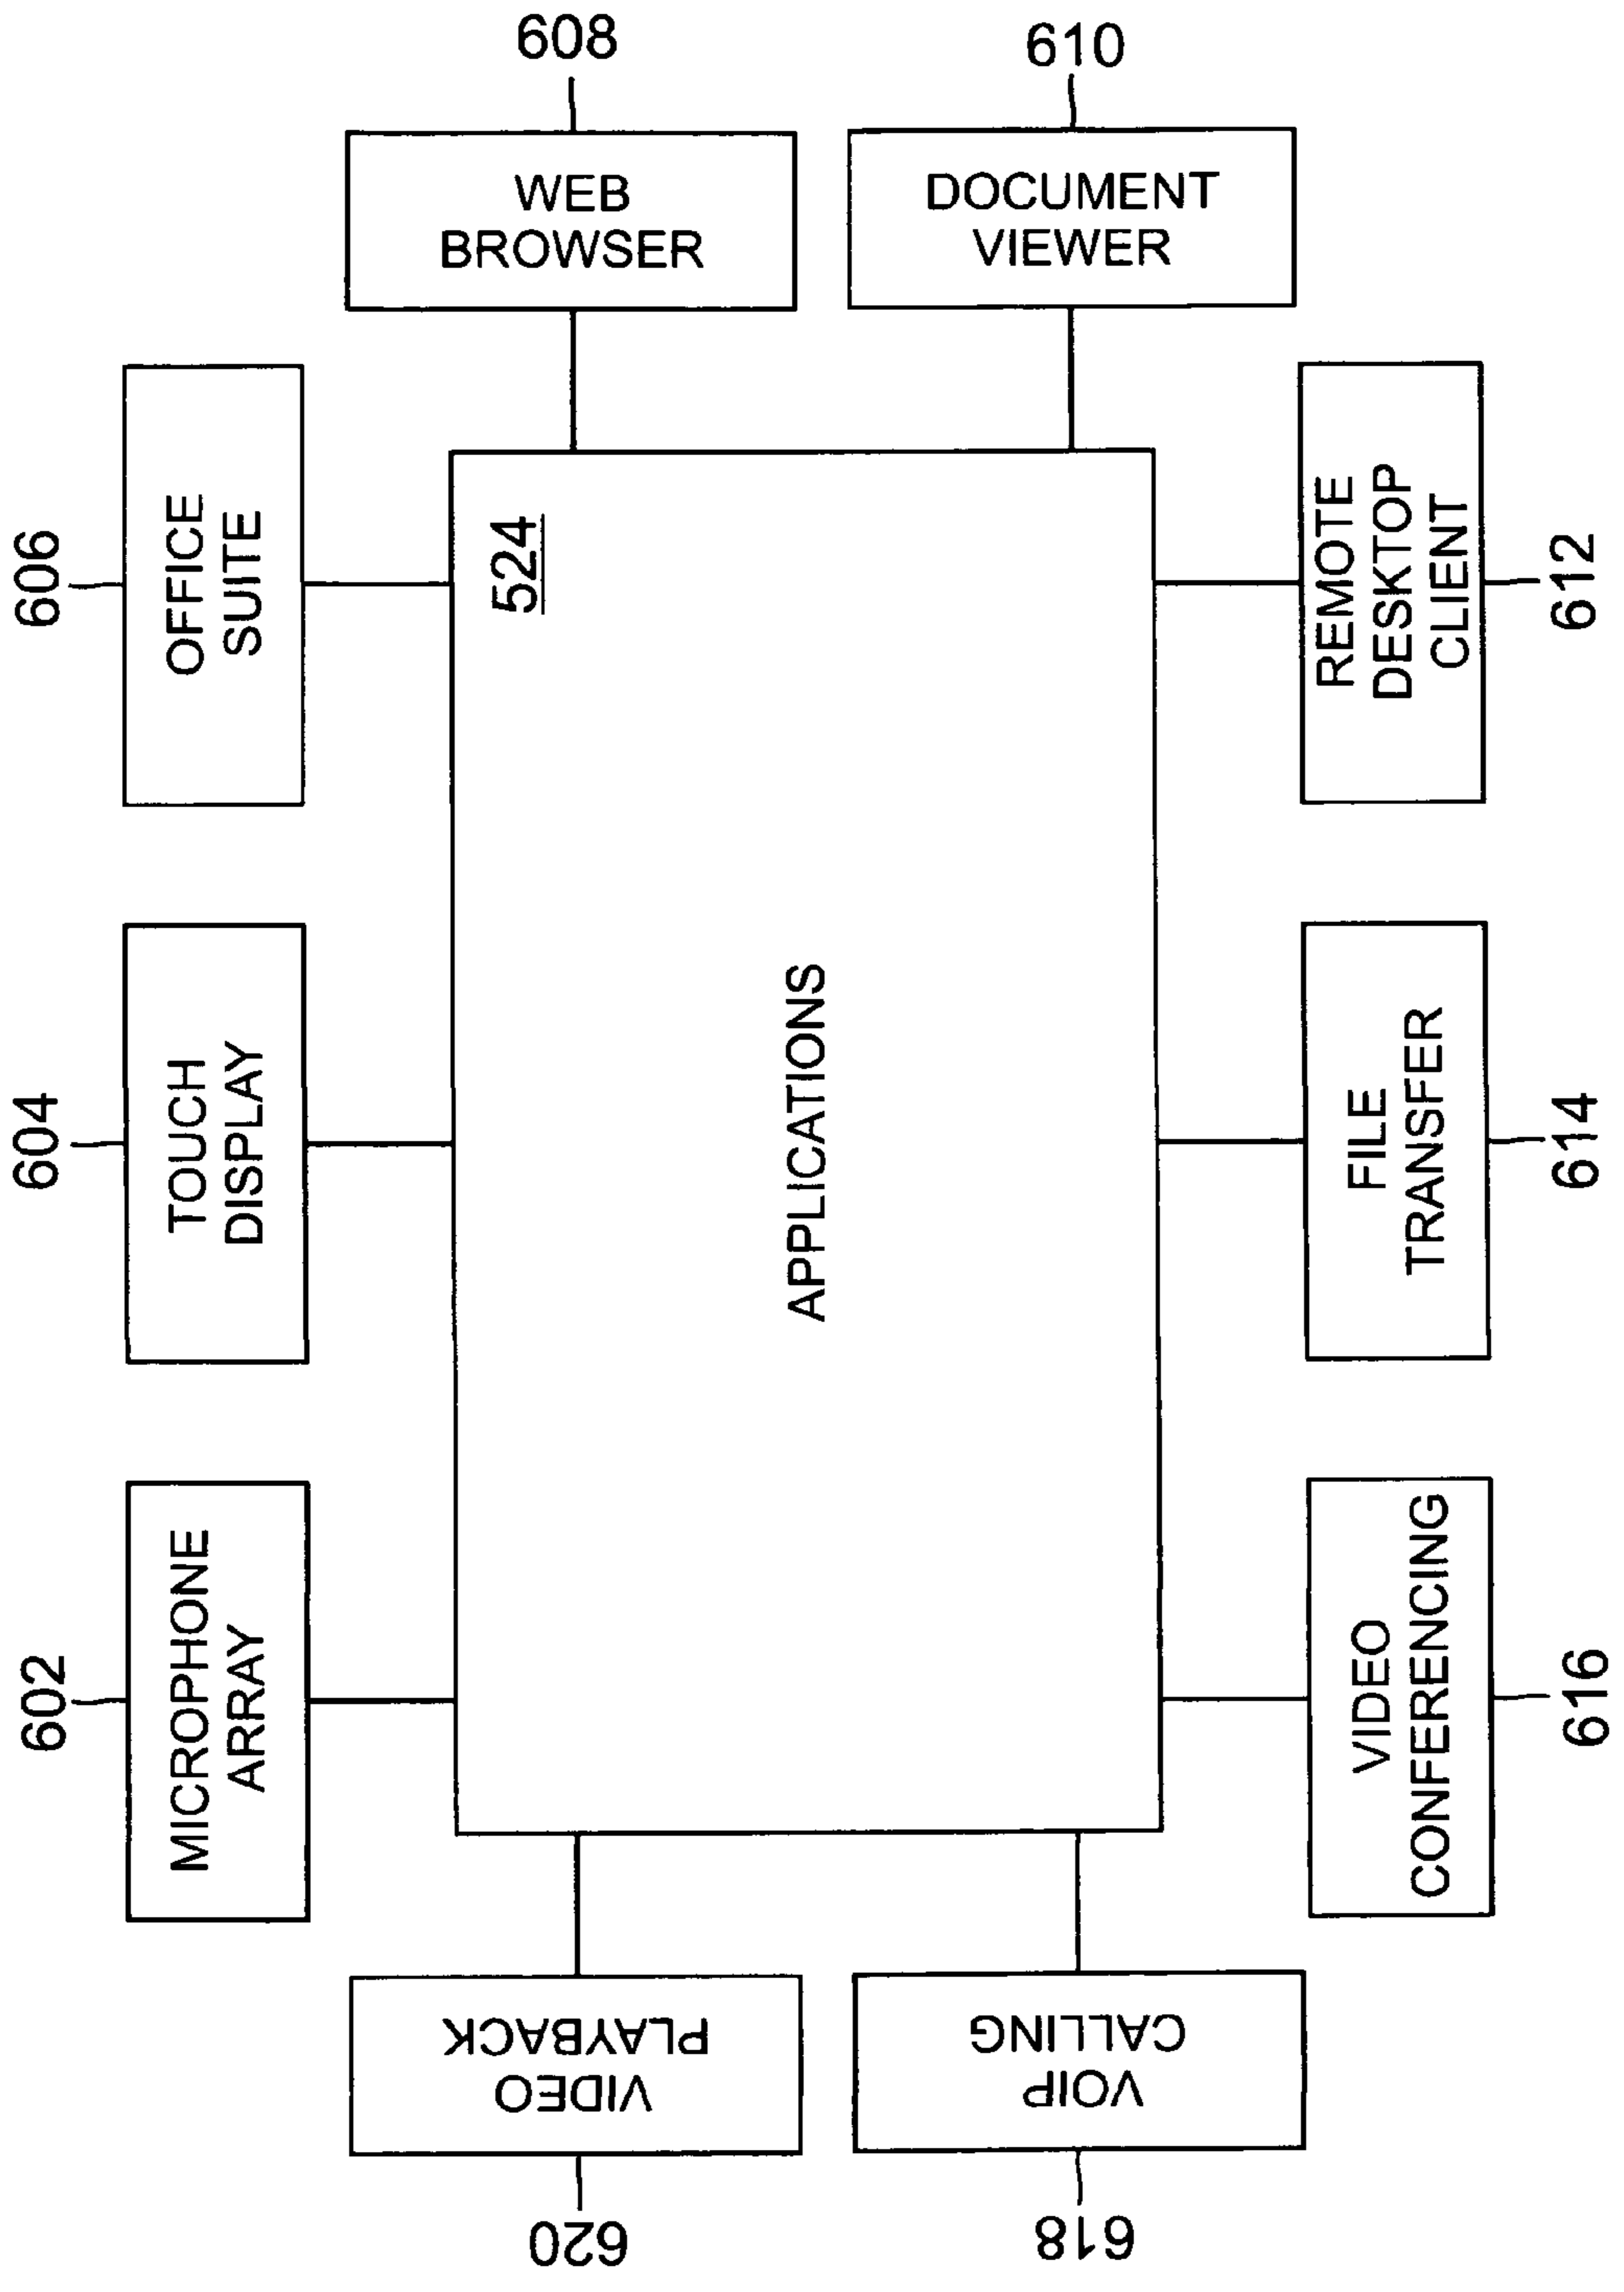 602
MICROPHONE
ARRAY
604
TOUCH
DISPLAY
606
OFFICE
SUITE
608
WEB
BROWSER
610
DOCUMENT
VIEWER
524
APPLICATIONS
612
REMOTE
DESKTOP
CLIENT
614
FILE
TRANSFER
616
VIDEO
CONFERENCING
618
VOIP
CALLING
620
VIDEO
PLAYBACK